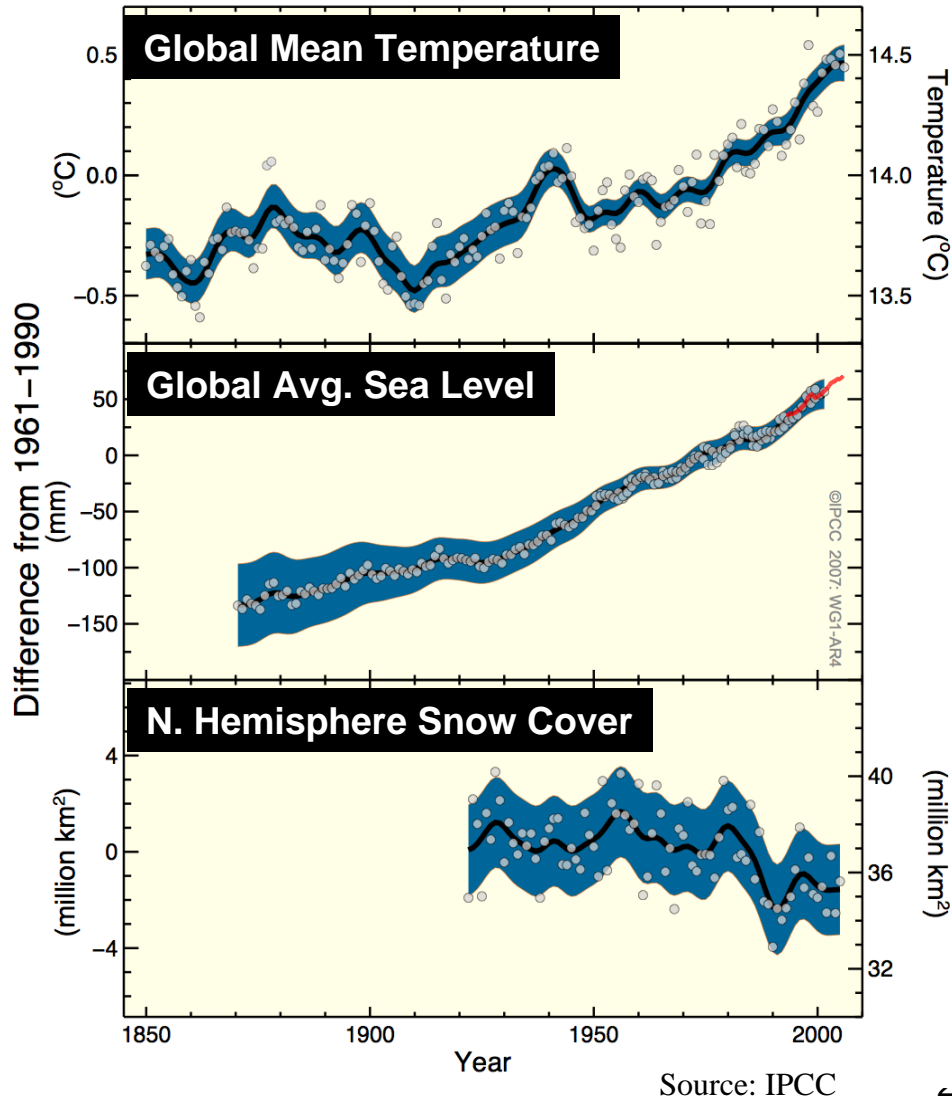 Global Mean Temperature
0.5
0.0
−0.5
(°C)
14.5
14.0
13.5
Temperature (°C)
Difference from 1961–1990
Global Avg. Sea Level
50
0
−50
−100
−150
(mm)
©IPCC 2007: WG1-AR4
N. Hemisphere Snow Cover
4
0
−4
(million km²)
40
36
32
(million km²)
1850
1900
1950
2000
Year
Source: IPCC